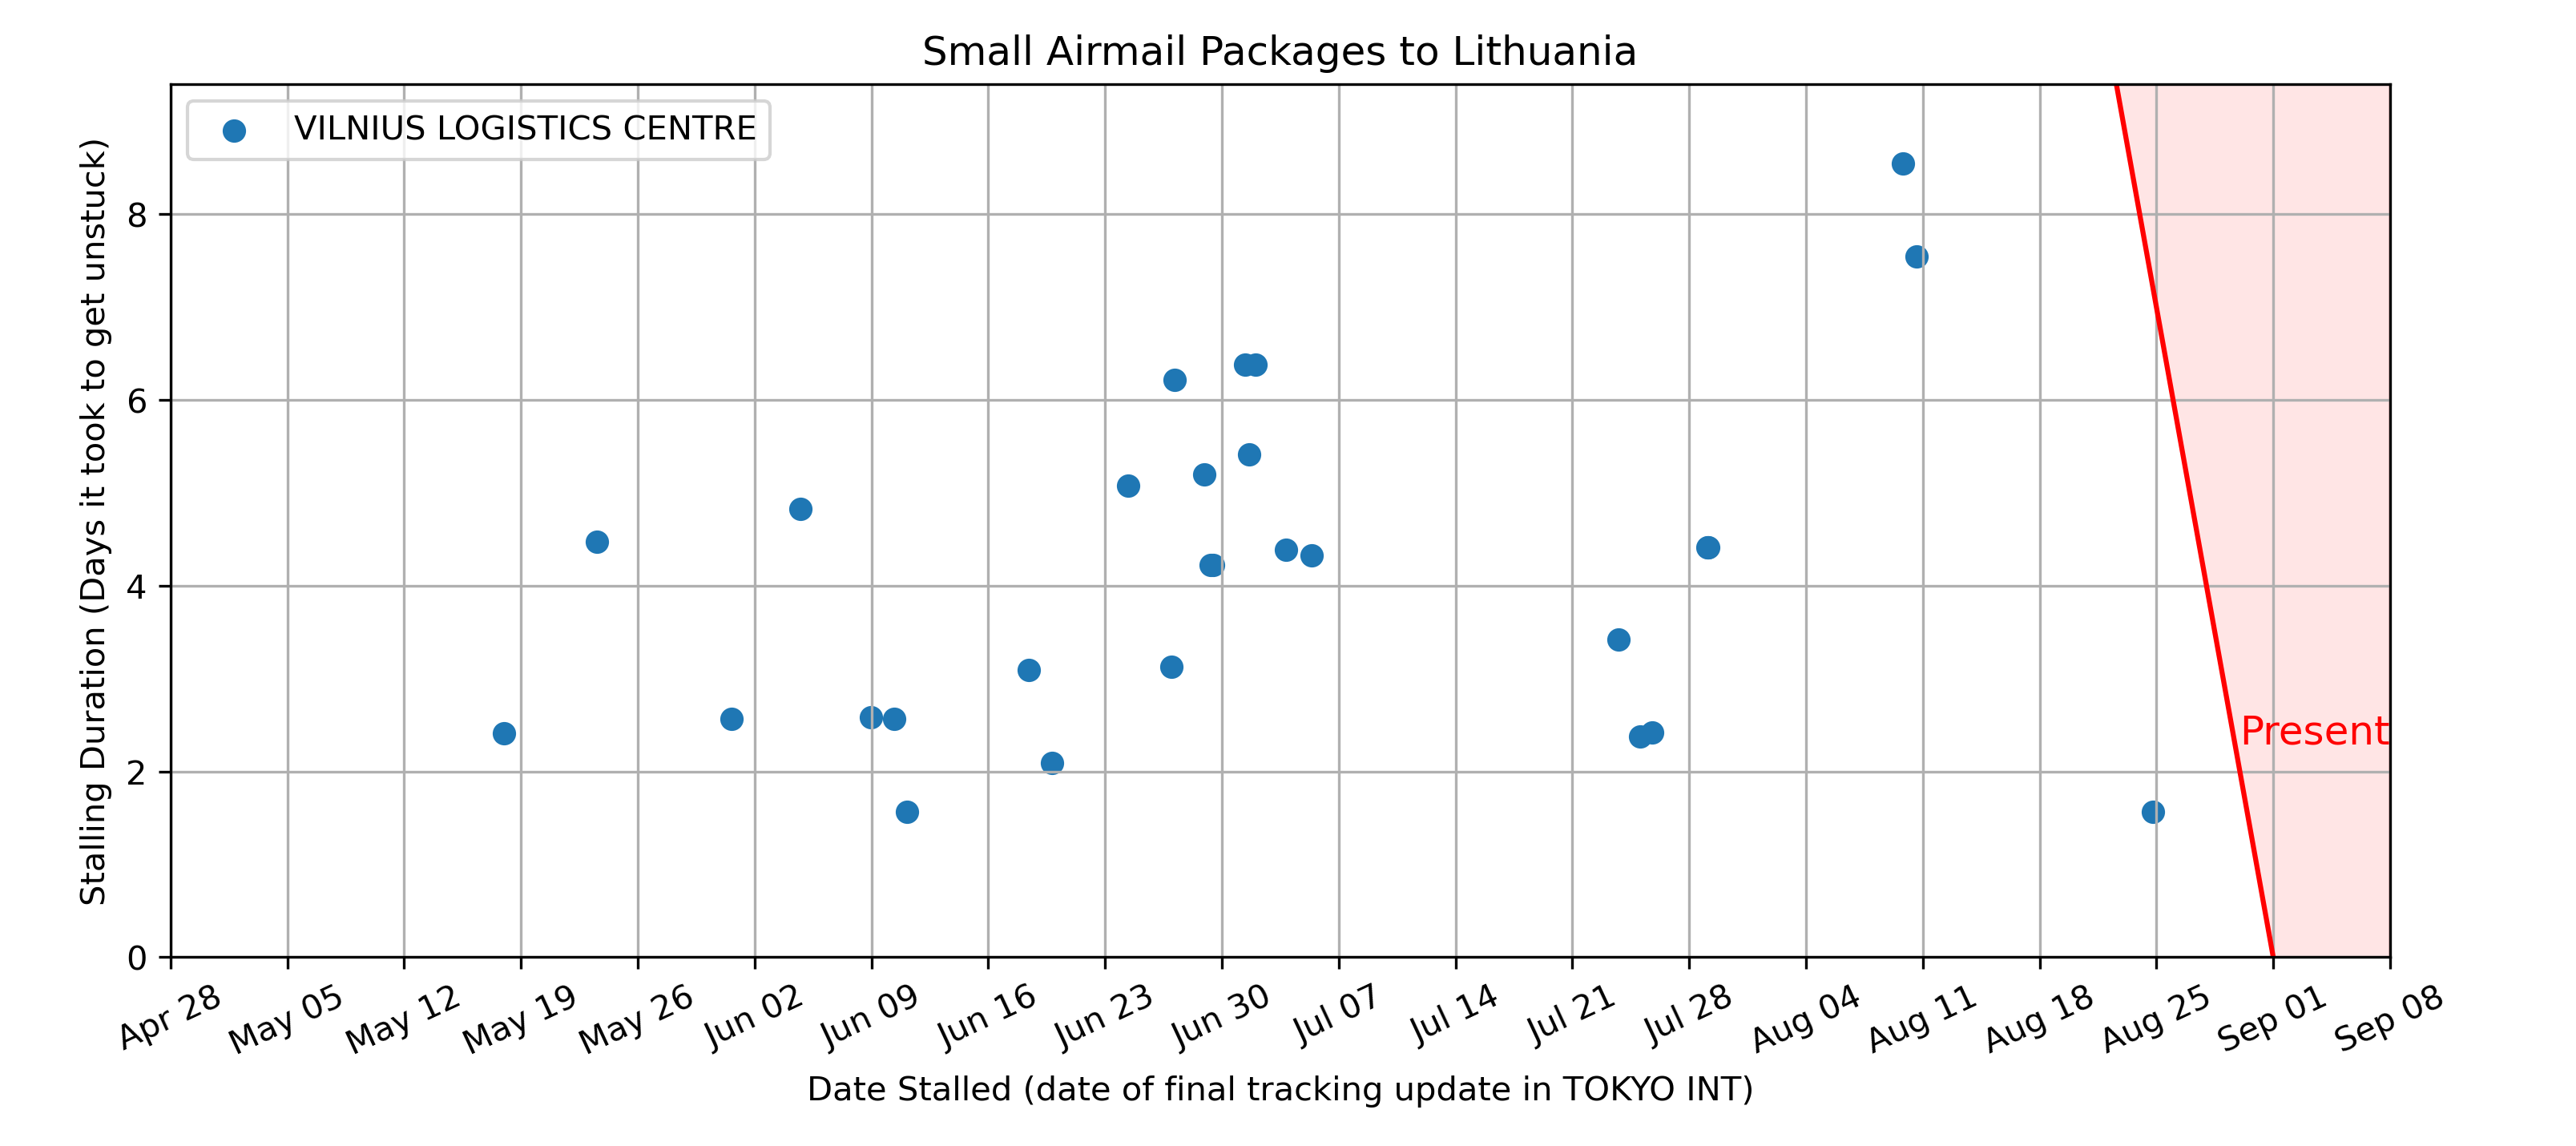 Small Airmail Packages to Lithuania
VILNIUS LOGISTICS CENTRE
Stalling Duration (Days it took to get unstuck)
8
6
4
2
0
Present
Apr 28
May 05
May 12
May 19
May 26
Jun 02
Jun 09
Jun 16
Jun 23
Jun 30
Jul 07
Jul 14
Jul 21
Jul 28
Aug 04
Aug 11
Aug 18
Aug 25
Sep 01
Sep 08
Date Stalled (date of final tracking update in TOKYO INT)